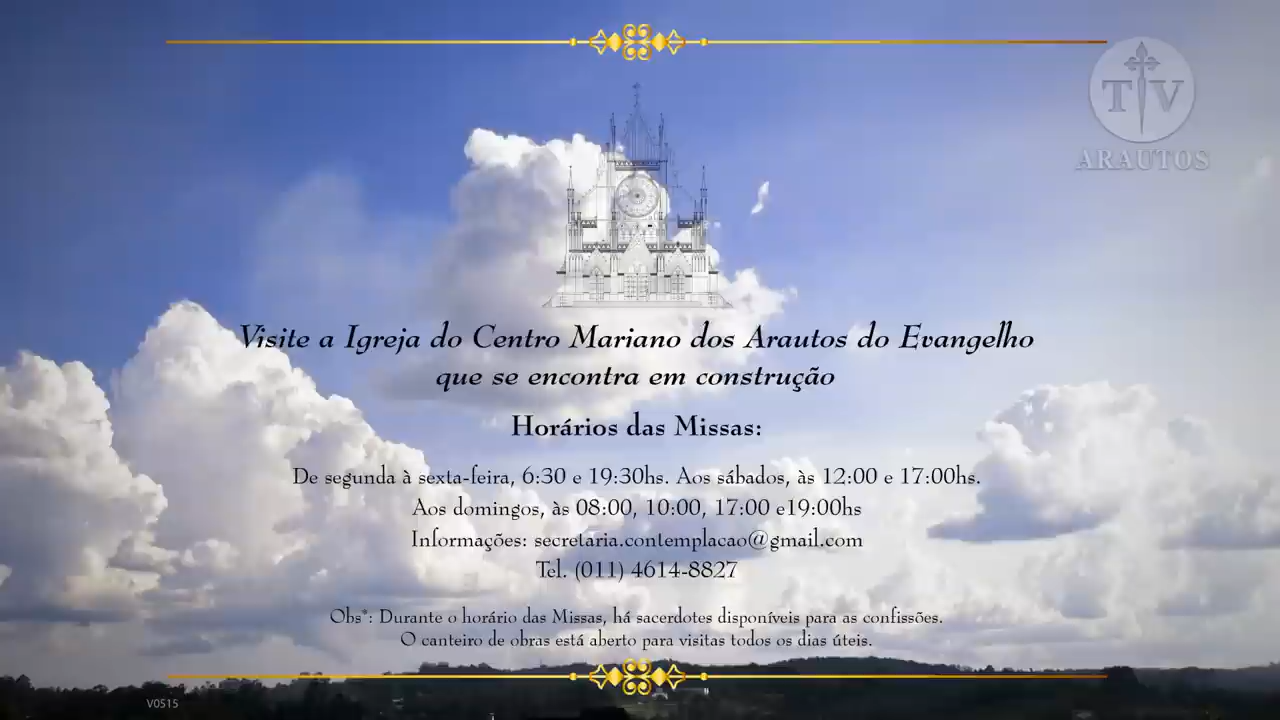 TV
ARAUTOS
Visite a Igreja do Centro Mariano dos Arautos do Evangelho
que se encontra em construção
Horários das Missas:
De segunda à sexta-feira, 6:30 e 19:30hs. Aos sábados, às 12:00 e 17:00hs.
Aos domingos, às 08:00, 10:00, 17:00 e19:00hs
Informações: secretaria.contemplacao@gmail.com
Tel. (011) 4614-8827
Obs*: Durante o horário das Missas, há sacerdotes disponíveis para as confissões.
O canteiro de obras está aberto para visitas todos os dias úteis.
V0515